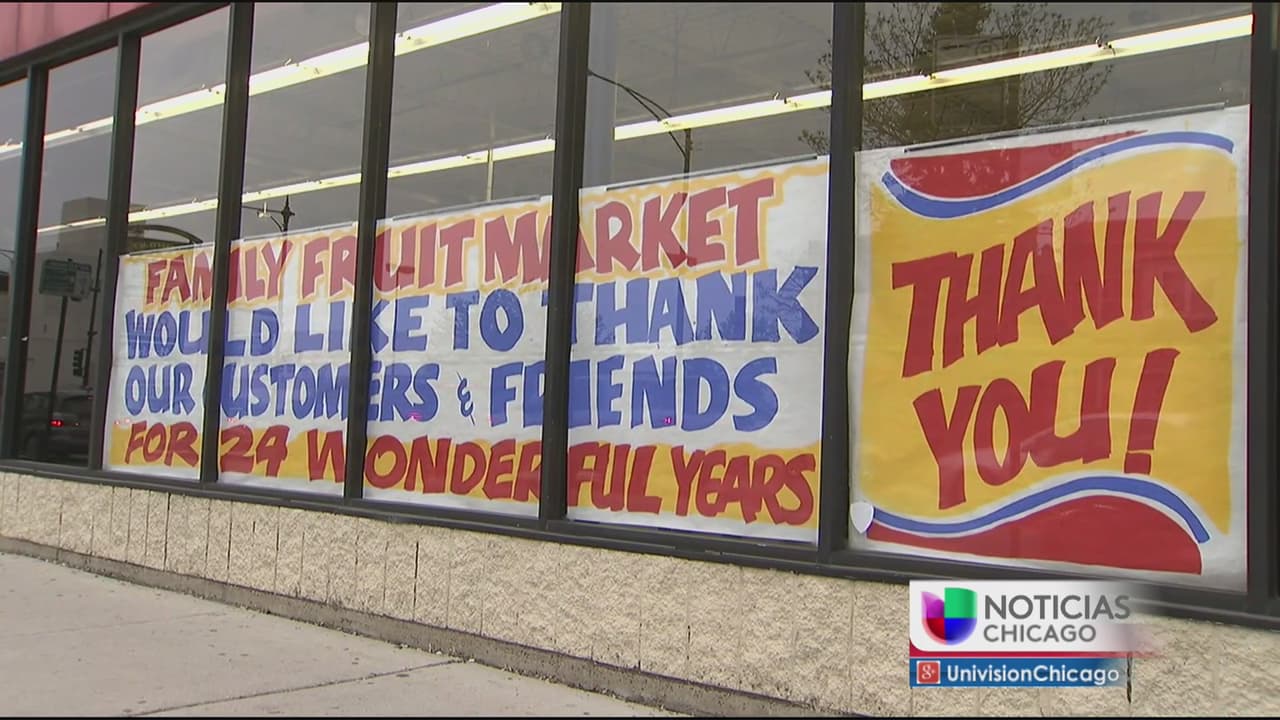 FAMILY FRUIT MARKET
WOULD LIKE TO THANK
OUR CUSTOMERS & FRIENDS
FOR 24 WONDERFUL YEARS
THANK
YOU!
NOTICIAS
CHICAGO
UnivisionChicago